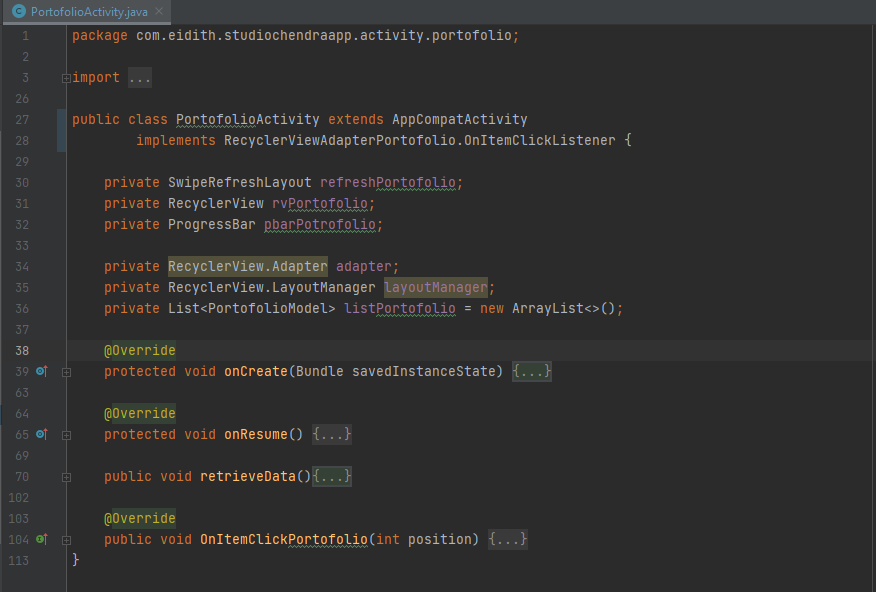 PortofolioActivity.java
1 package com.eidith.studiochendraapp.activity.portofolio;
2
3 import ...
26
27 public class PortofolioActivity extends AppCompatActivity
28 implements RecyclerViewAdapterPortofolio.OnItemClickListener {
29
30 private SwipeRefreshLayout refreshPortofolio;
31 private RecyclerView rvPortofolio;
32 private ProgressBar pbarPotrofolio;
33
34 private RecyclerView.Adapter adapter;
35 private RecyclerView.LayoutManager layoutManager;
36 private List<PortofolioModel> listPortofolio = new ArrayList<>();
37
38 @Override
39 protected void onCreate(Bundle savedInstanceState) {...}
63
64 @Override
65 protected void onResume() {...}
69
70 public void retrieveData(){...}
102
103 @Override
104 public void OnItemClickPortofolio(int position) {...}
113 }